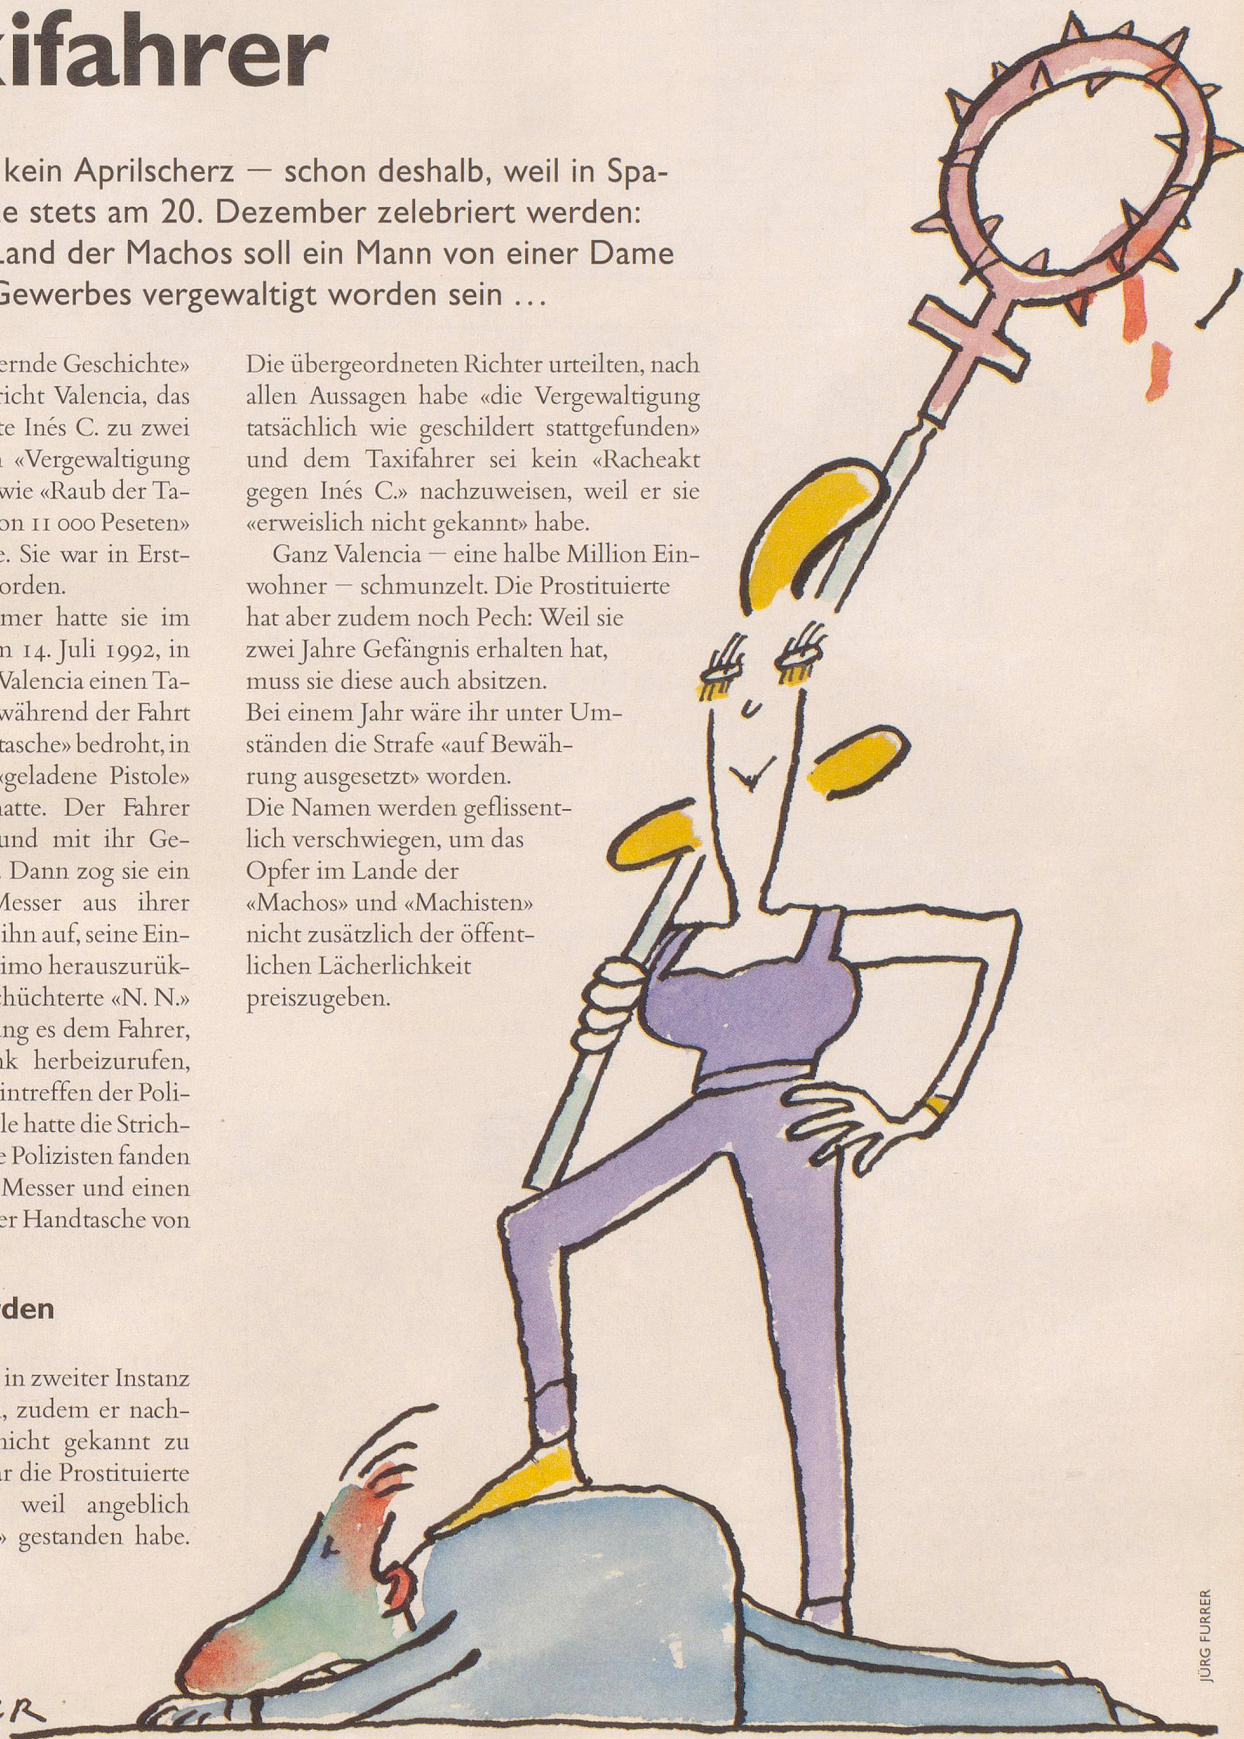 xifahrer
kein Aprilscherz — schon deshalb, weil in Spa-
e stets am 20. Dezember zelebriert werden:
Land der Machos soll ein Mann von einer Dame
Gewerbes vergewaltigt worden sein ...
ernde Geschichte»
richt Valencia, das
te Inés C. zu zwei
«Vergewaltigung
wie «Raub der Ta-
on 11 000 Peseten»
e. Sie war in Erst-
orden.
mer hatte sie im
m 14. Juli 1992, in
Valencia einen Ta-
während der Fahrt
tasche» bedroht, in
«geladene Pistole»
hatte. Der Fahrer
und mit ihr Ge-
. Dann zog sie ein
Messer aus ihrer
ihn auf, seine Ein-
imo herauszurük-
chüchterte «N. N.»
ng es dem Fahrer,
nk herbeizurufen,
intreffen der Poli-
le hatte die Strich-
e Polizisten fanden
Messer und einen
er Handtasche von
rden
in zweiter Instanz
, zudem er nach-
nicht gekannt zu
ar die Prostituierte
weil angeblich
» gestanden habe.
Die übergeordneten Richter urteilten, nach
allen Aussagen habe «die Vergewaltigung
tatsächlich wie geschildert stattgefunden»
und dem Taxifahrer sei kein «Racheakt
gegen Inés C.» nachzuweisen, weil er sie
«erweislich nicht gekannt» habe.
Ganz Valencia — eine halbe Million Ein-
wohner — schmunzelt. Die Prostituierte
hat aber zudem noch Pech: Weil sie
zwei Jahre Gefängnis erhalten hat,
muss sie diese auch absitzen.
Bei einem Jahr wäre ihr unter Um-
ständen die Strafe «auf Bewäh-
rung ausgesetzt» worden.
Die Namen werden geflissent-
lich verschwiegen, um das
Opfer im Lande der
«Machos» und «Machisten»
nicht zusätzlich der öffent-
lichen Lächerlichkeit
preiszugeben.
ER
JÜRG FURRER